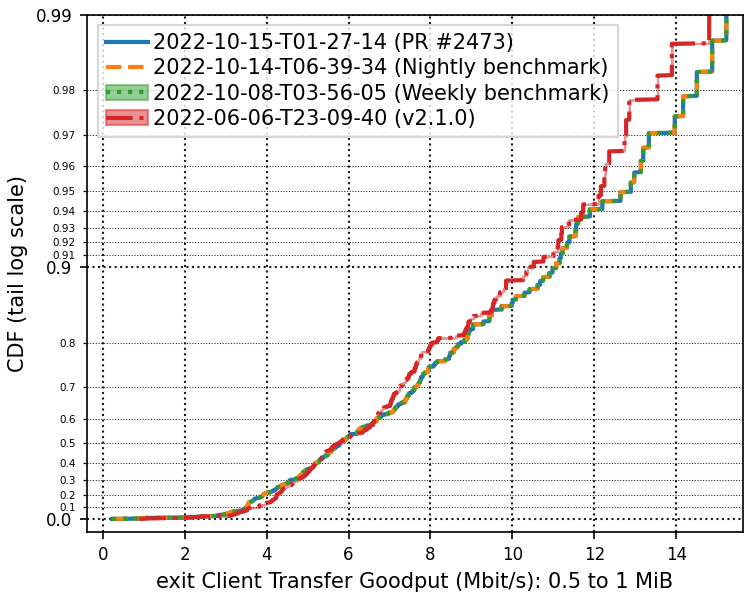 0.99
2022-10-15-T01-27-14 (PR #2473)
2022-10-14-T06-39-34 (Nightly benchmark)
2022-10-08-T03-56-05 (Weekly benchmark)
2022-06-06-T23-09-40 (v2.1.0)
0.98
0.97
0.96
0.95
0.94
0.93
0.92
0.91
0.9
0.8
0.7
0.6
0.5
0.4
0.3
0.2
0.1
0.0
CDF (tail log scale)
0 2 4 6 8 10 12 14
exit Client Transfer Goodput (Mbit/s): 0.5 to 1 MiB